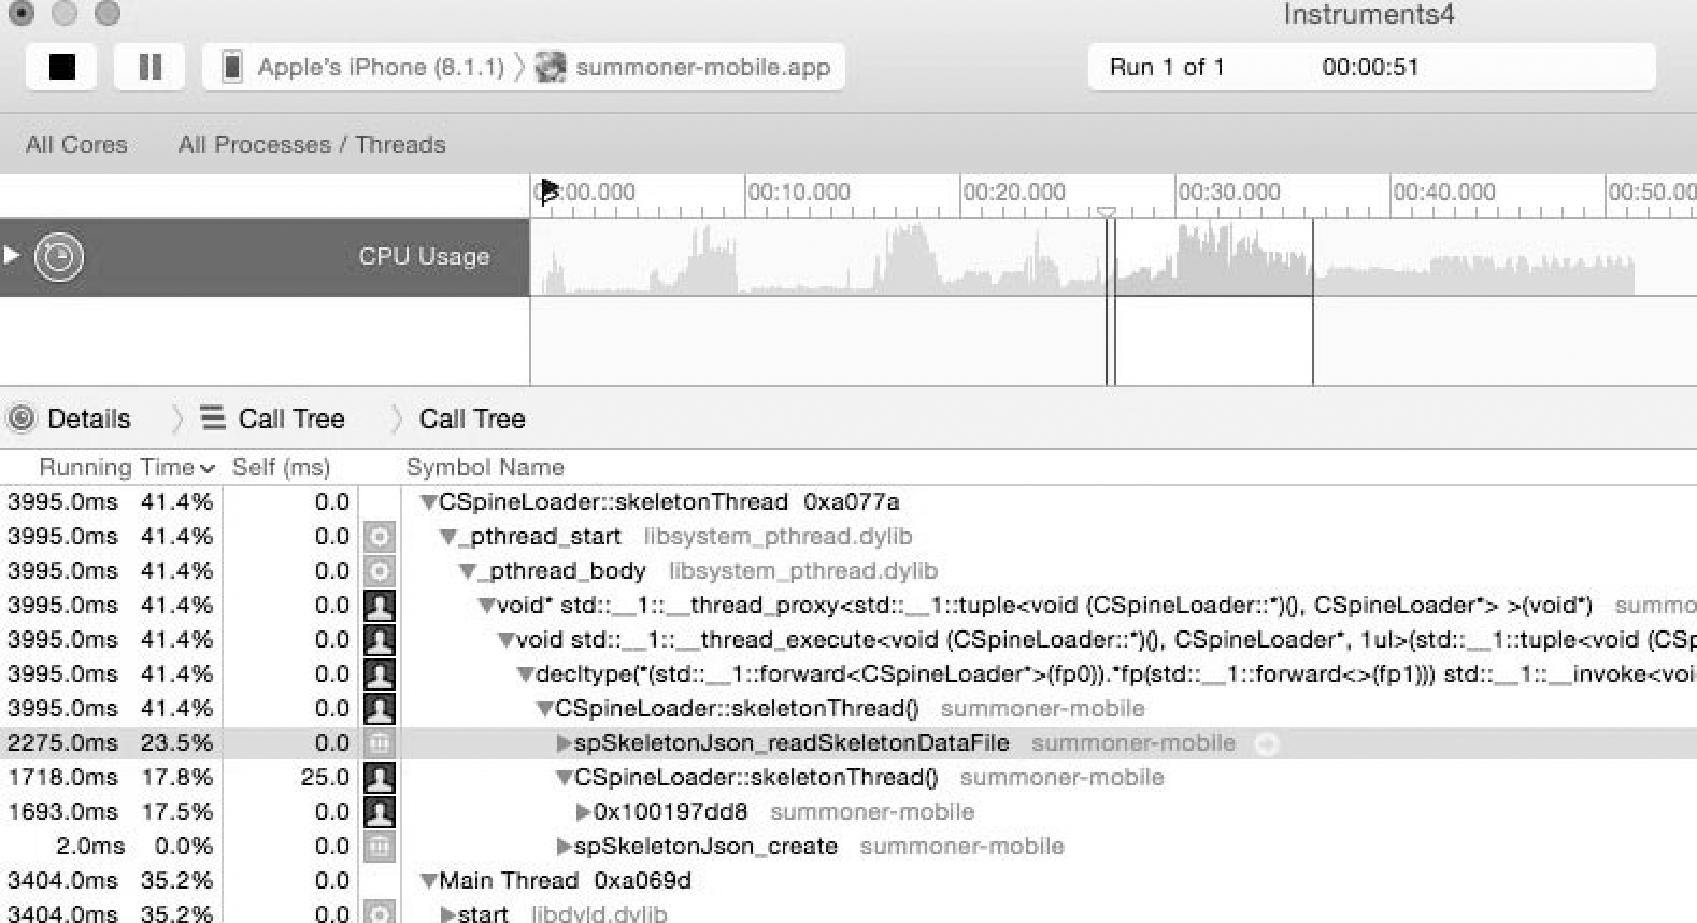 Instruments4
Apple's iPhone (8.1.1) summoner-mobile.app Run 1 of 1 00:00:51
All Cores All Processes / Threads
:00.000 00:10.000 00:20.000 00:30.000 00:40.000 00:50.00
CPU Usage
Details Call Tree Call Tree
Running Time Self (ms) Symbol Name
3995.0ms 41.4% 0.0 CSpineLoader::skeletonThread 0xa077a
3995.0ms 41.4% 0.0 _pthread_start libsystem_pthread.dylib
3995.0ms 41.4% 0.0 _pthread_body libsystem_pthread.dylib
3995.0ms 41.4% 0.0 void* std::__1::__thread_proxy<std::__1::tuple<void (CSpineLoader::*)(), CSpineLoader*> >(void*) summo
3995.0ms 41.4% 0.0 void std::__1::__thread_execute<void (CSpineLoader::*)(), CSpineLoader*, 1ul>(std::__1::tuple<void (CSp
3995.0ms 41.4% 0.0 decltype(*(std::__1::forward<CSpineLoader*>(fp0)).*fp(std::__1::forward<>(fp1))) std::__1::__invoke<voi
3995.0ms 41.4% 0.0 CSpineLoader::skeletonThread() summoner-mobile
2275.0ms 23.5% 0.0 spSkeletonJson_readSkeletonDataFile summoner-mobile
1718.0ms 17.8% 25.0 CSpineLoader::skeletonThread() summoner-mobile
1693.0ms 17.5% 0.0 0x100197dd8 summoner-mobile
2.0ms 0.0% 0.0 spSkeletonJson_create summoner-mobile
3404.0ms 35.2% 0.0 Main Thread 0xa069d
3404.0ms 35.2% 0.0 start libdyld.dylib